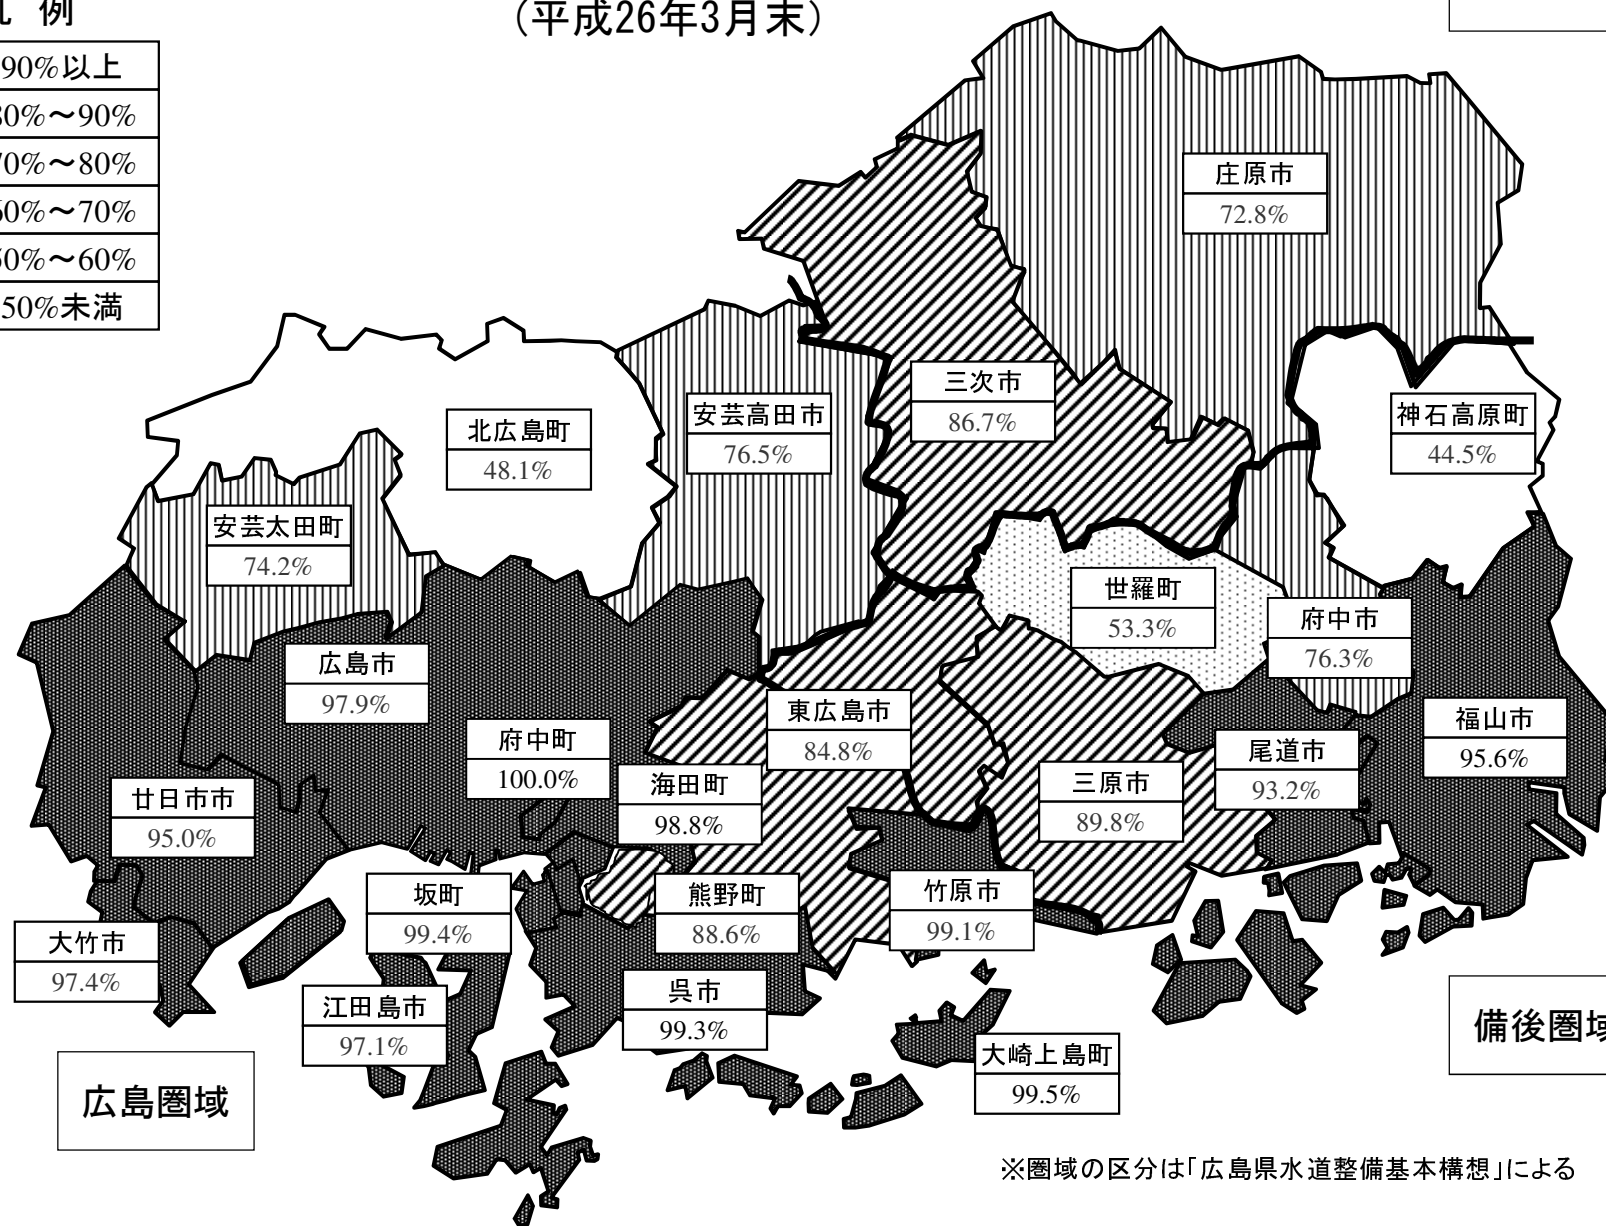 例
(平成26年3月末)
90%以上
80%～90%
70%～80%
60%～70%
50%～60%
50%未満
庄原市
72.8%
三次市
86.7%
安芸高田市
76.5%
神石高原町
44.5%
北広島町
48.1%
安芸太田町
74.2%
世羅町
53.3%
府中市
76.3%
広島市
97.9%
東広島市
84.8%
福山市
95.6%
府中町
100.0%
尾道市
93.2%
海田町
98.8%
三原市
89.8%
廿日市市
95.0%
坂町
99.4%
熊野町
88.6%
竹原市
99.1%
大竹市
97.4%
呉市
99.3%
江田島市
97.1%
大崎上島町
99.5%
備後圏域
広島圏域
※圏域の区分は「広島県水道整備基本構想」による